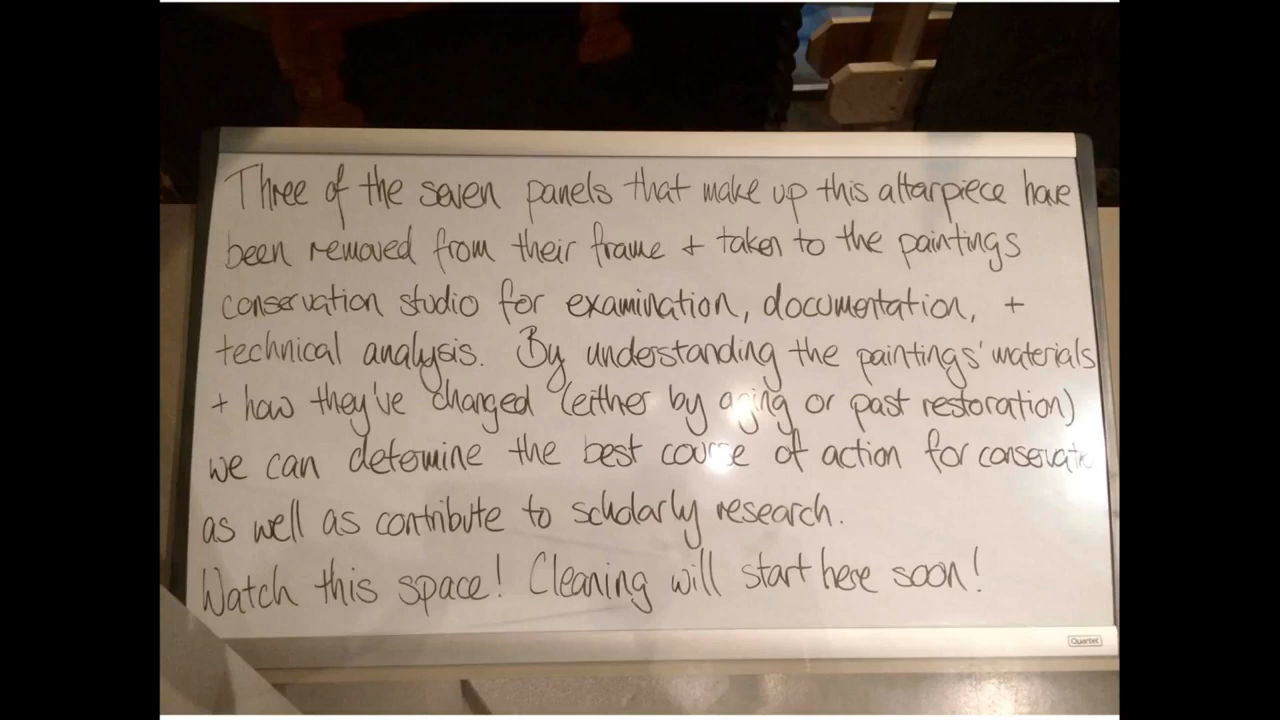 Three of the seven panels that make up this altarpiece have
been removed from their frame + taken to the paintings
conservation studio for examination, documentation, +
technical analysis. By understanding the paintings' materials
+ how they've changed (either by aging or past restoration)
we can determine the best course of action for
as well as contribute to scholarly research.
Watch this space! Cleaning will start here soon!
Quartet